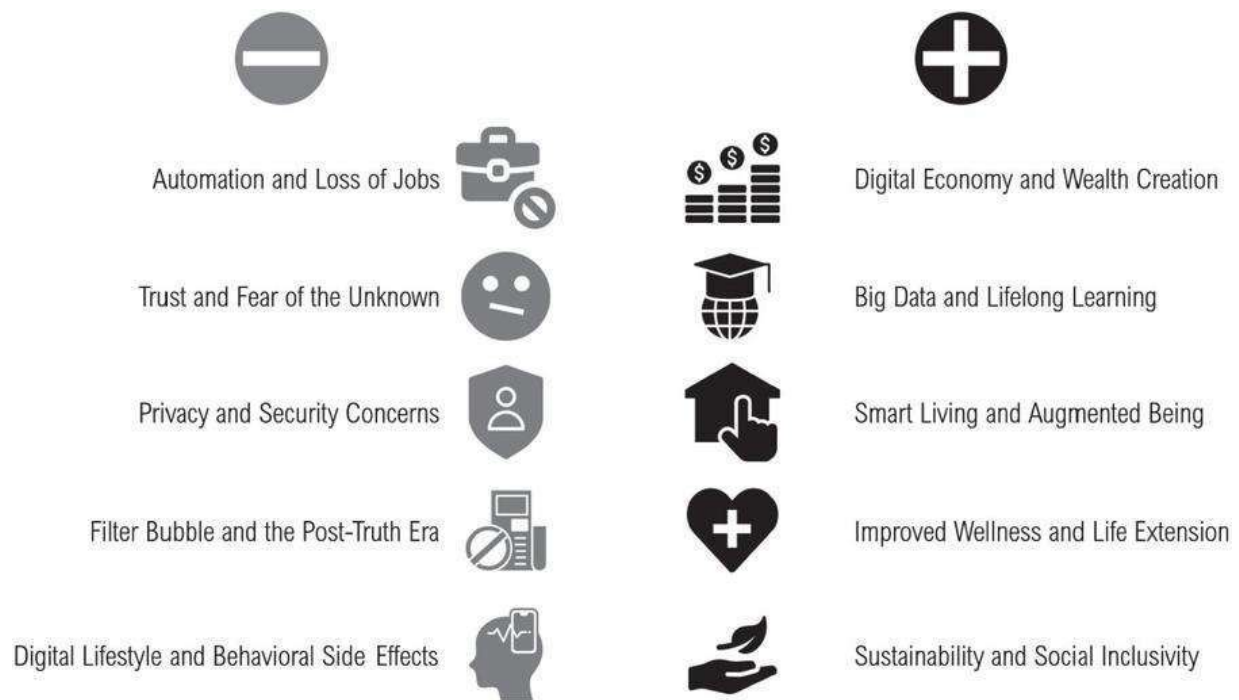 Automation and Loss of Jobs
Digital Economy and Wealth Creation
Trust and Fear of the Unknown
Big Data and Lifelong Learning
Privacy and Security Concerns
Smart Living and Augmented Being
Filter Bubble and the Post-Truth Era
Improved Wellness and Life Extension
Digital Lifestyle and Behavioral Side Effects
Sustainability and Social Inclusivity